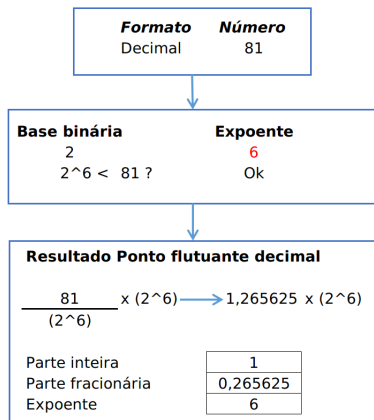 Formato Número
Decimal 81
Base binária Expoente
2 6
2^6 < 81 ? Ok
Resultado Ponto flutuante decimal
81 x (2^6) 1,265625 x (2^6)
(2^6)
Parte inteira 1
Parte fracionária 0,265625
Expoente 6